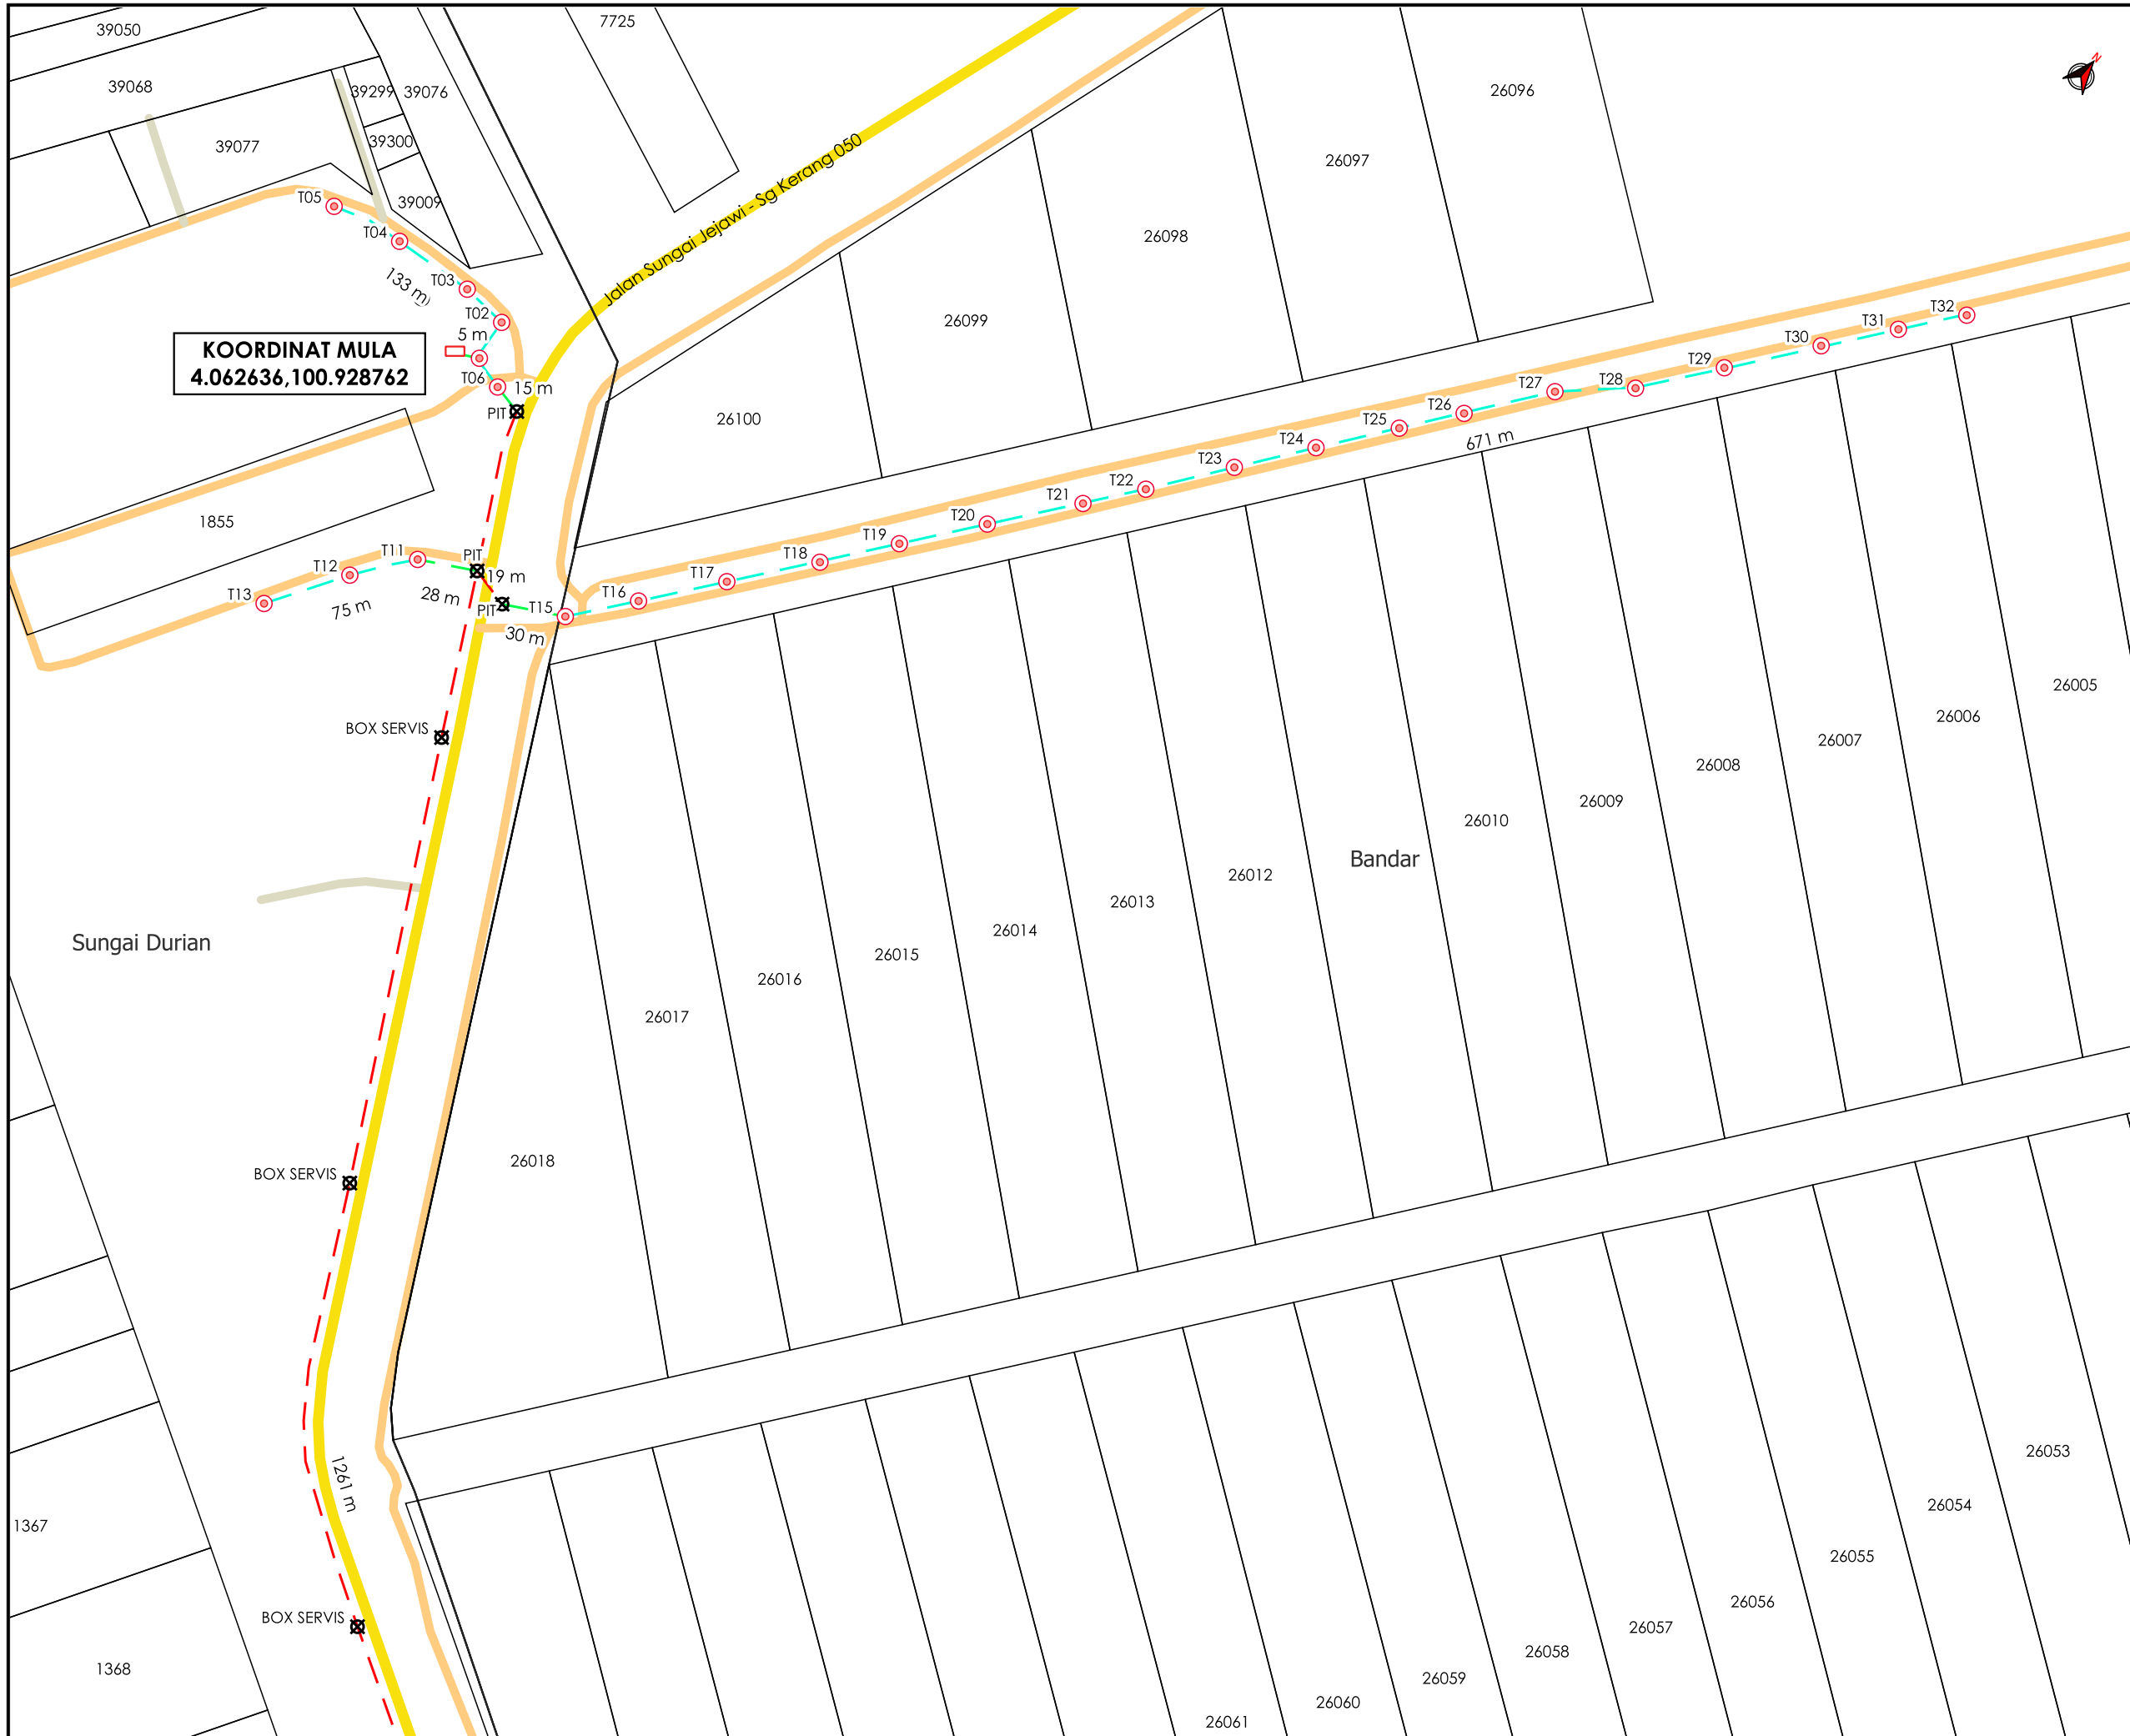 39050
7725
39068
39299
39076
26096
N
39300
39077
26097
Jalan Sungai Jejawi - Sg Kerang 050
T05
39009
T04
26098
133 m
T03
T02
5 m
26099
T32
T31
T30
KOORDINAT MULA
4.062636,100.928762
T06
15 m
PIT
T29
T28
T27
T26
T25
671 m
T24
T23
T22
T21
T20
T19
T18
T17
T16
26100
1855
T11
PIT
T12
19 m
T13
75 m
28 m
PIT
T15
30 m
BOX SERVIS
26005
26006
26007
26008
26009
26010
Bandar
26012
26013
26014
26015
26016
26017
Sungai Durian
26018
BOX SERVIS
1261 m
26053
26054
1367
26055
26056
BOX SERVIS
26057
26058
1368
26059
26060
26061